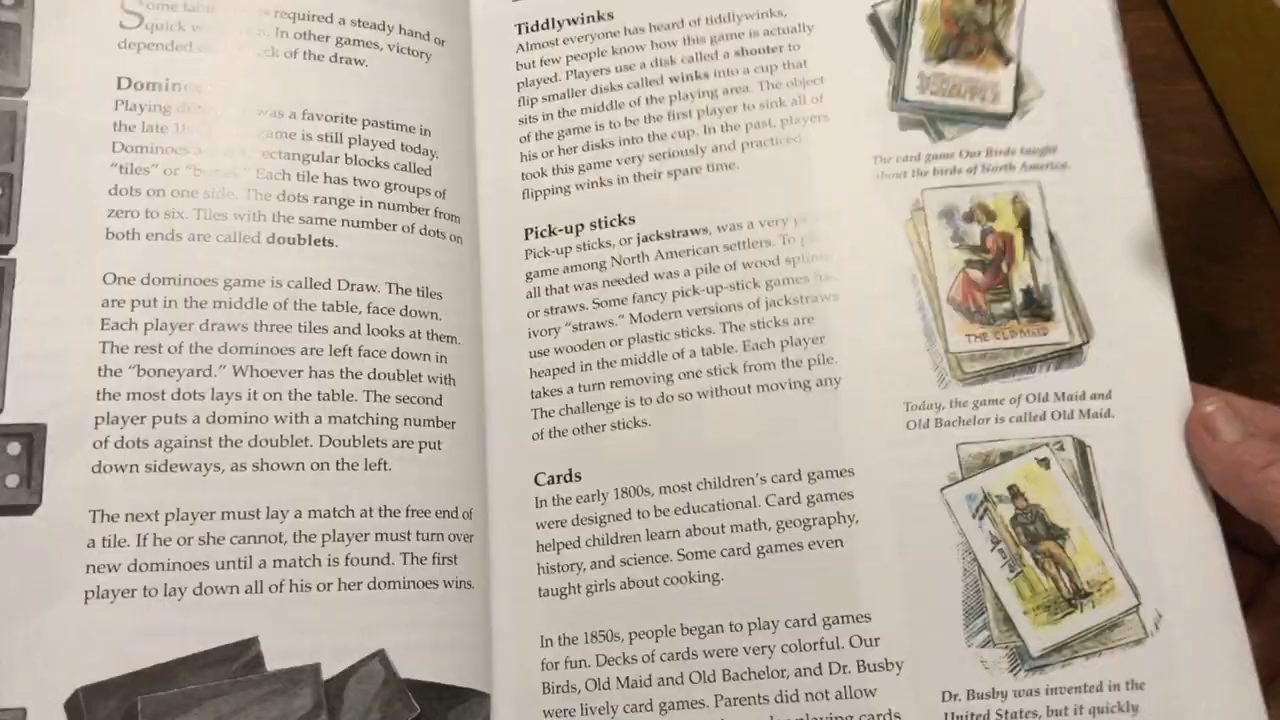 Some required a steady hand or
squick In other games, victory
depended of the draw.
Playing was a favorite pastime in
the late game is still played today.
Dominoes rectangular blocks called
"tiles" or Each tile has two groups of
dots on one side. The dots range in number from
zero to six. Tiles with the same number of dots on
both ends are called doublets.
One dominoes game is called Draw. The tiles
are put in the middle of the table, face down.
Each player draws three tiles and looks at them.
The rest of the dominoes are left face down in
the "boneyard." Whoever has the doublet with
the most dots lays it on the table. The second
player puts a domino with a matching number
of dots against the doublet. Doublets are put
down sideways, as shown on the left.
The next player must lay a match at the free end of
a tile. If he or she cannot, the player must turn over
new dominoes until a match is found. The first
player to lay down all of his or her dominoes wins.
Tiddlywinks
Almost everyone has heard of tiddlywinks,
but few people know how this game is actually
played. Players use a disk called a shooter to
flip smaller disks called winks into a cup that
sits in the middle of the playing area. The object
of the game is to be the first player to sink all of
his or her disks into the cup. In the past, players
took this game very seriously and practiced
flipping winks in their spare time.
Pick-up sticks
Pick-up sticks, or jackstraws, was a very
game among North American settlers. To
all that was needed was a pile of wood
or straws. Some fancy pick-up-stick games
ivory "straws." Modern versions of jackstraws
use wooden or plastic sticks. The sticks are
heaped in the middle of a table. Each player
takes a turn removing one stick from the pile.
The challenge is to do so without moving any
of the other sticks.
Cards
In the early 1800s, most children's card games
were designed to be educational. Card games
helped children learn about math, geography,
history, and science. Some card games even
taught girls about cooking.
In the 1850s, people began to play card games
for fun. Decks of cards were very colorful. Our
Birds, Old Maid and Old Bachelor, and Dr. Busby
were lively card games. Parents did not allow
playing cards
The card game Our Birds taught
about the birds of North America.
THE OLD MAID
Today, the game of Old Maid and
Old Bachelor is called Old Maid.
Dr. Busby was invented in the
United States, but it quickly